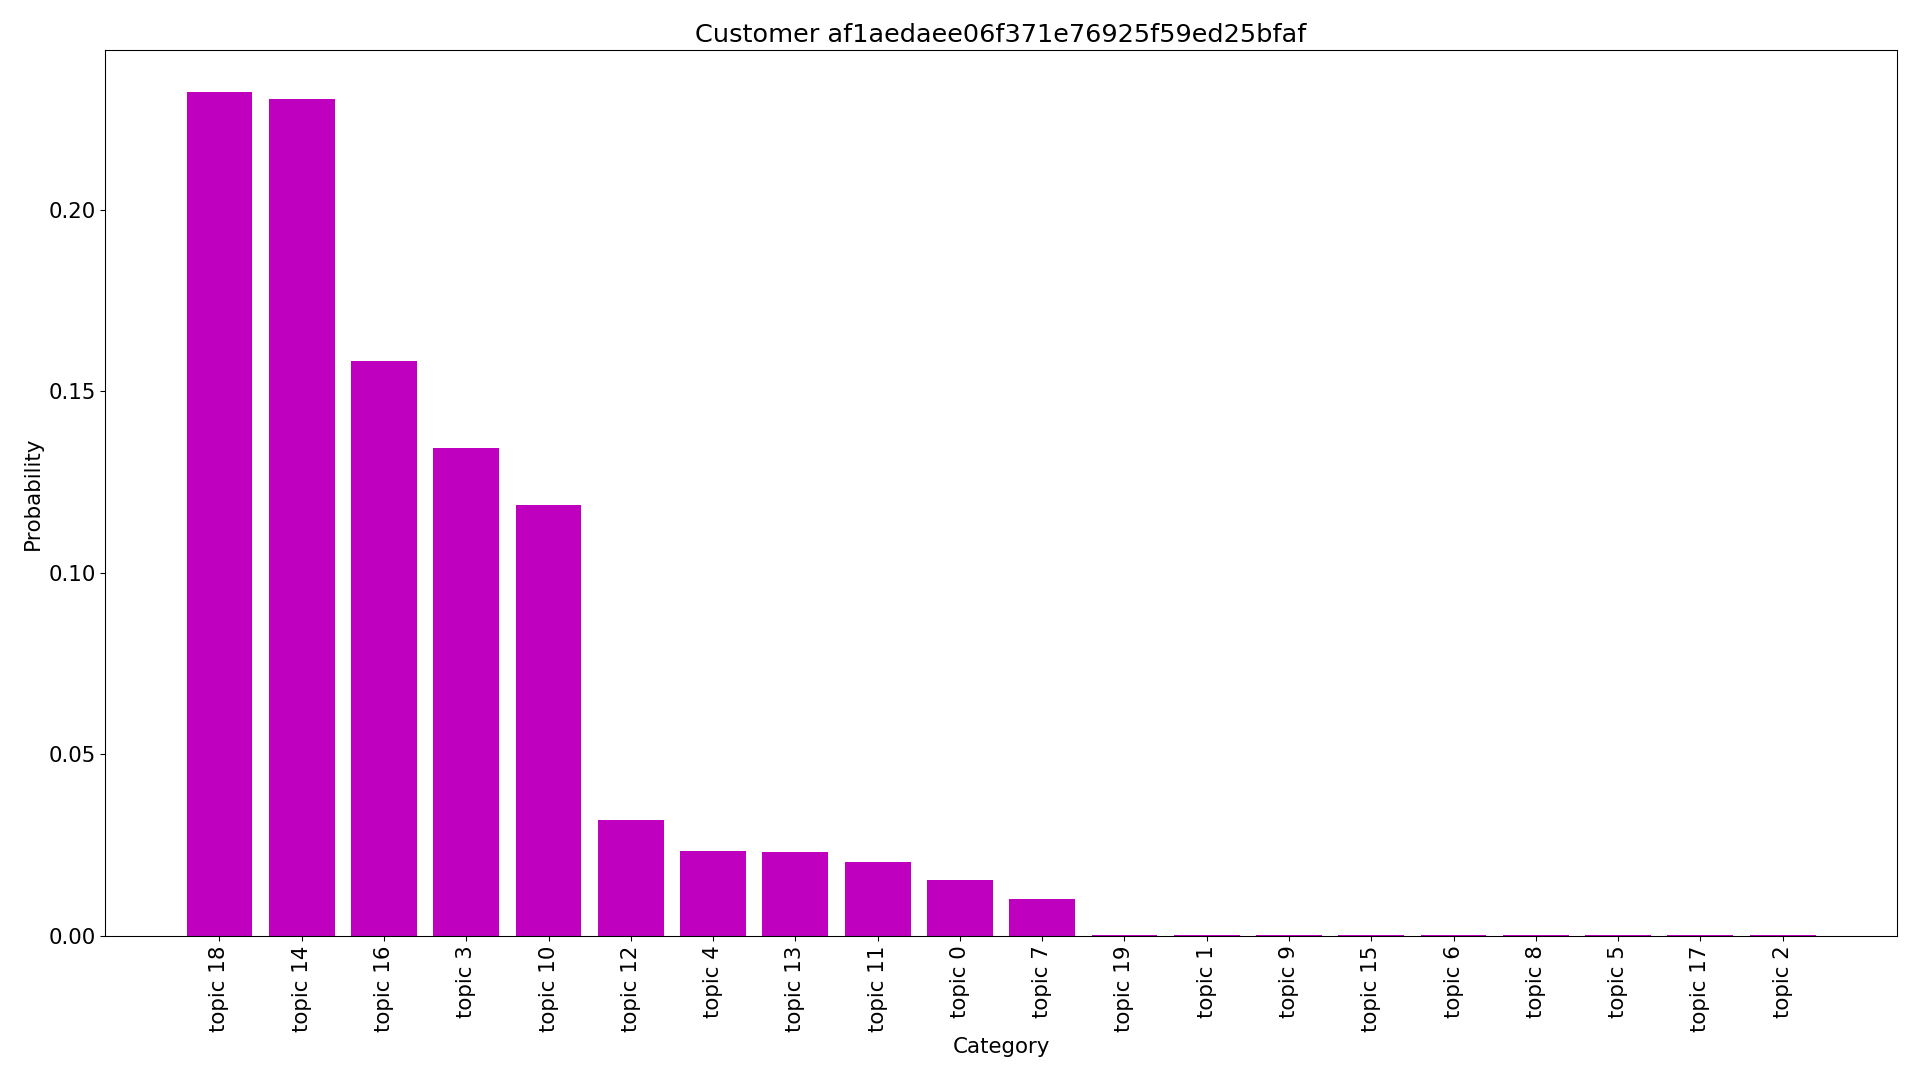 Customer af1aedaee06f371e76925f59ed25bfaf
Probability
0.20
0.15
0.10
0.05
0.00
topic 18
topic 14
topic 16
topic 3
topic 10
topic 12
topic 4
topic 13
topic 11
topic 0
topic 7
topic 19
topic 1
topic 9
topic 15
topic 6
topic 8
topic 5
topic 17
topic 2
Category